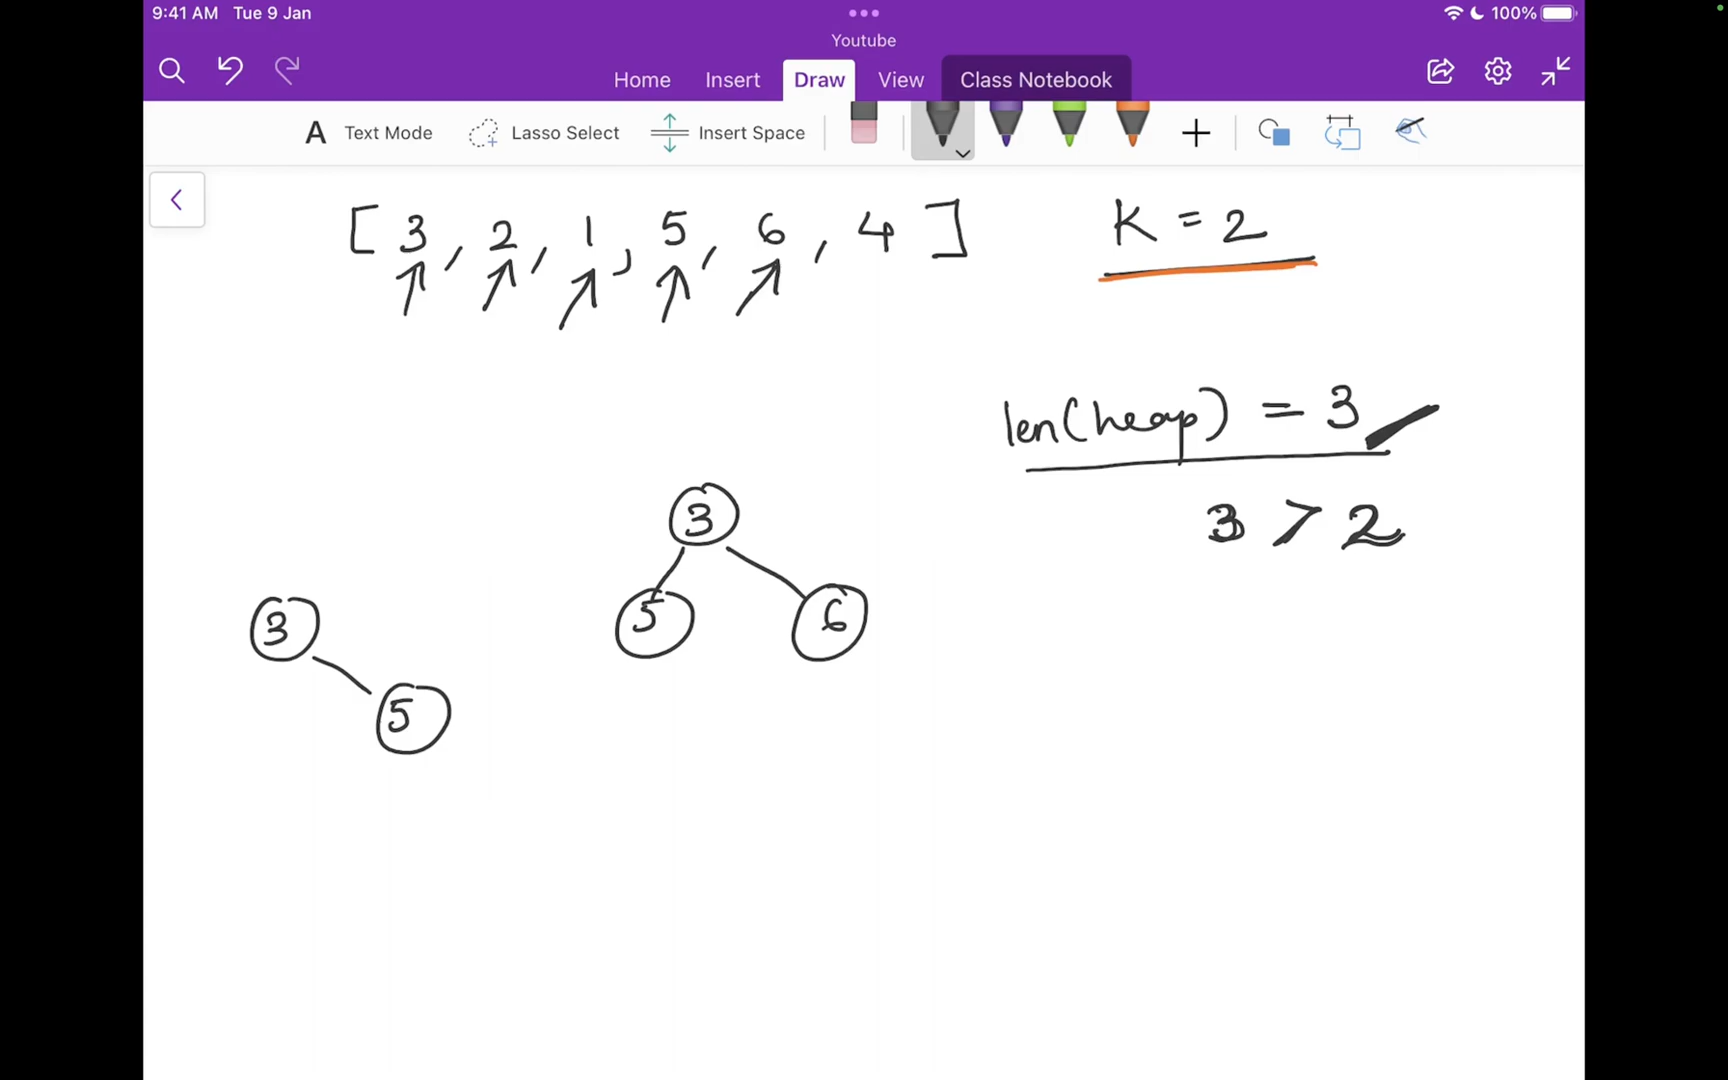 9:41 AM Tue 9 Jan
100%
Youtube
Home Insert Draw View Class Notebook
A Text Mode Lasso Select Insert Space
[ 3, 2, 1, 5, 6, 4 ] K = 2
len(heap) = 3
3 > 2
3
5 6
3
5